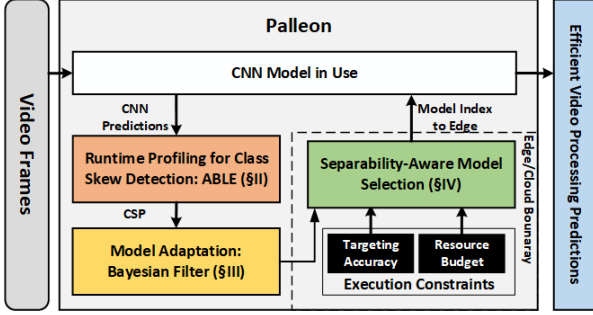 Palleon
Video Frames
CNN Model in Use
Efficient Video Processing Predictions
CNN
Predictions
Model Index
to Edge
Runtime Profiling for Class
Skew Detection: ABLE (§II)
Separability-Aware Model
Selection (§IV)
Edge/Cloud Bounaray
CSP
Model Adaptation:
Bayesian Filter (§III)
Targeting
Accuracy
Resource
Budget
Execution Constraints